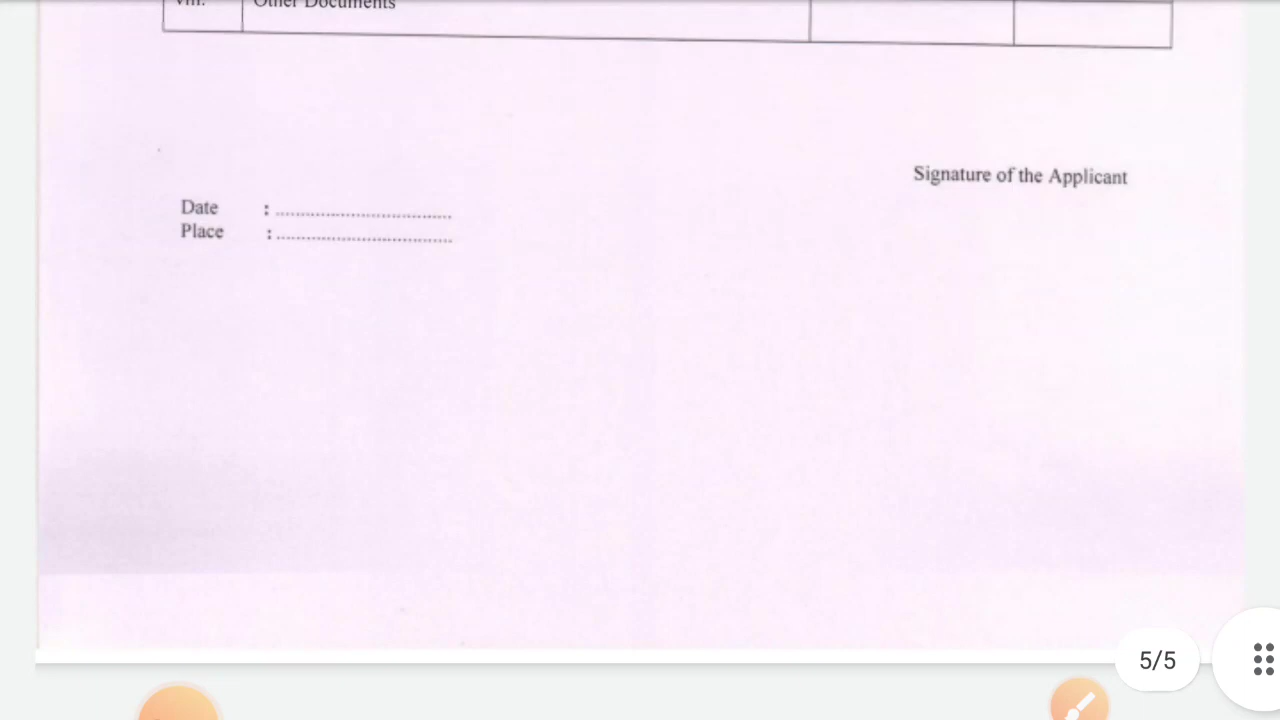 viii. Other Documents
Signature of the Applicant
Date : ....................................
Place : ....................................
5/5